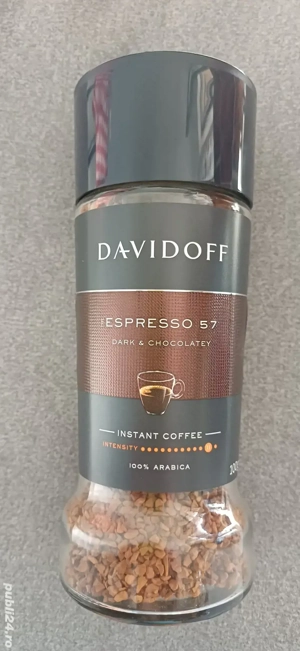 DAVIDOFF
ESPRESSO 57
DARK & CHOCOLATEY
INSTANT COFFEE
INTENSITY
100% ARABICA
publi24.ro